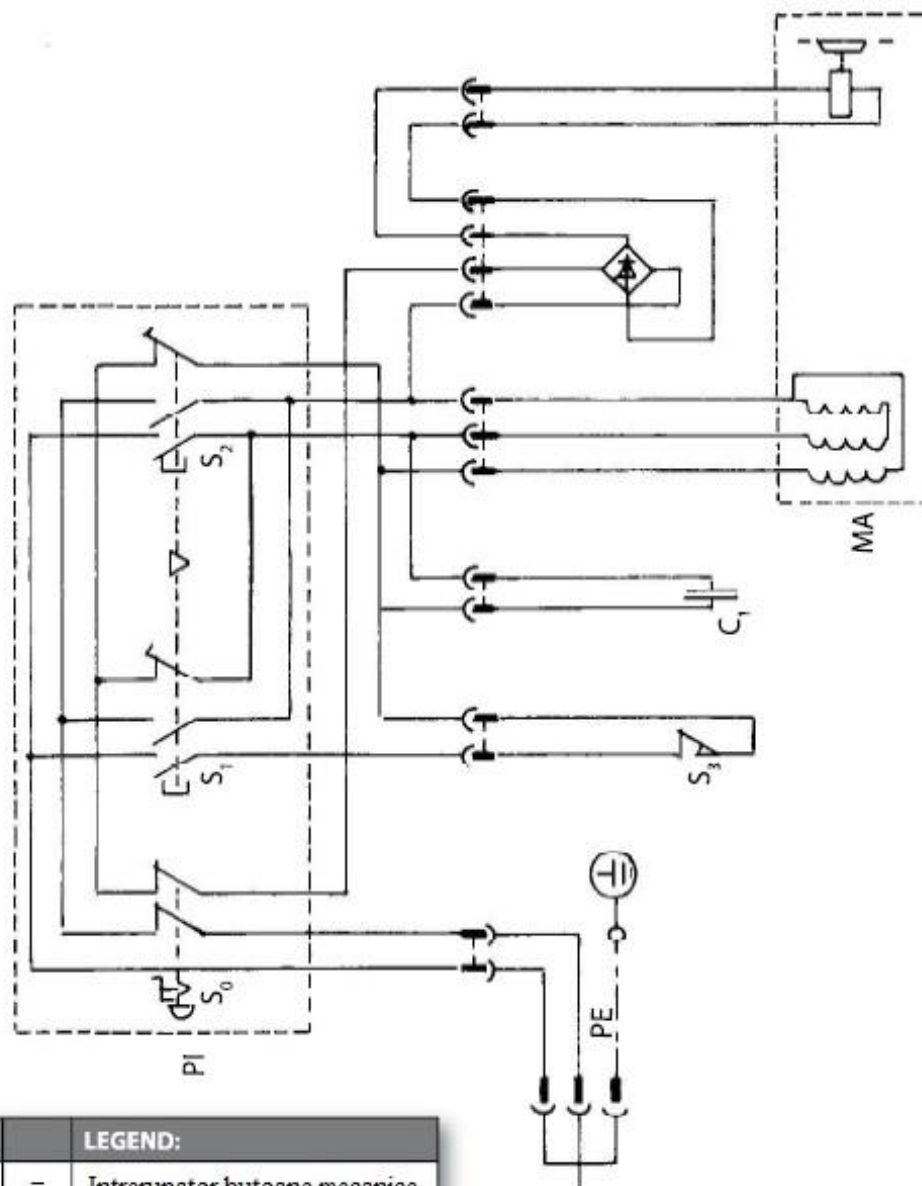 S₂
MA
C₁
S₁
S₃
S₀
PI
PE
LEGEND:
= Intrerupator butoane mecanice